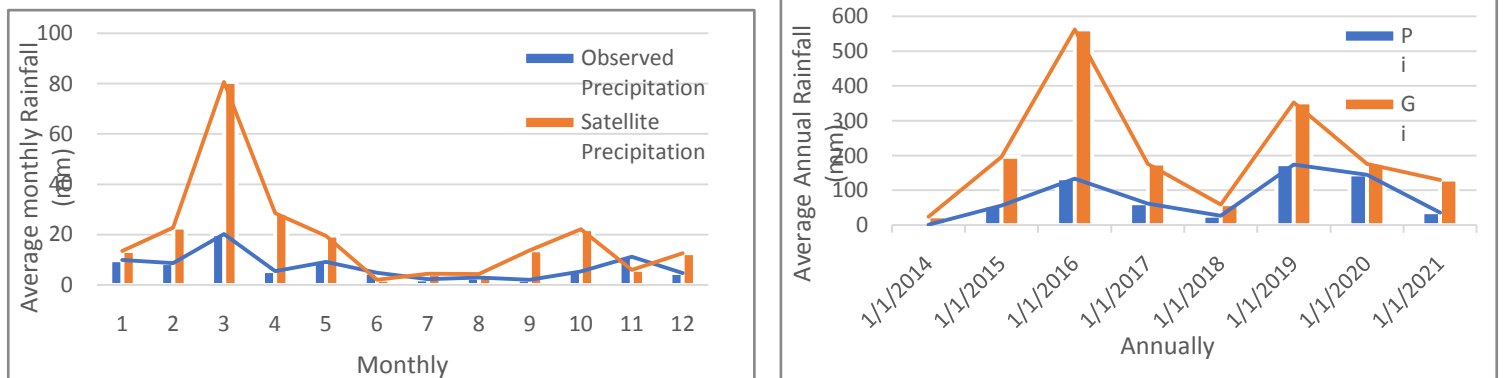 Average monthly Rainfall
(mm)
100
80
60
40
20
0
Observed
Precipitation
Satellite
Precipitation
1 2 3 4 5 6 7 8 9 10 11 12
Monthly
Average Annual Rainfall
(mm)
600
500
400
300
200
100
0
P
i
G
i
1/1/2014
1/1/2015
1/1/2016
1/1/2017
1/1/2018
1/1/2019
1/1/2020
1/1/2021
Annually